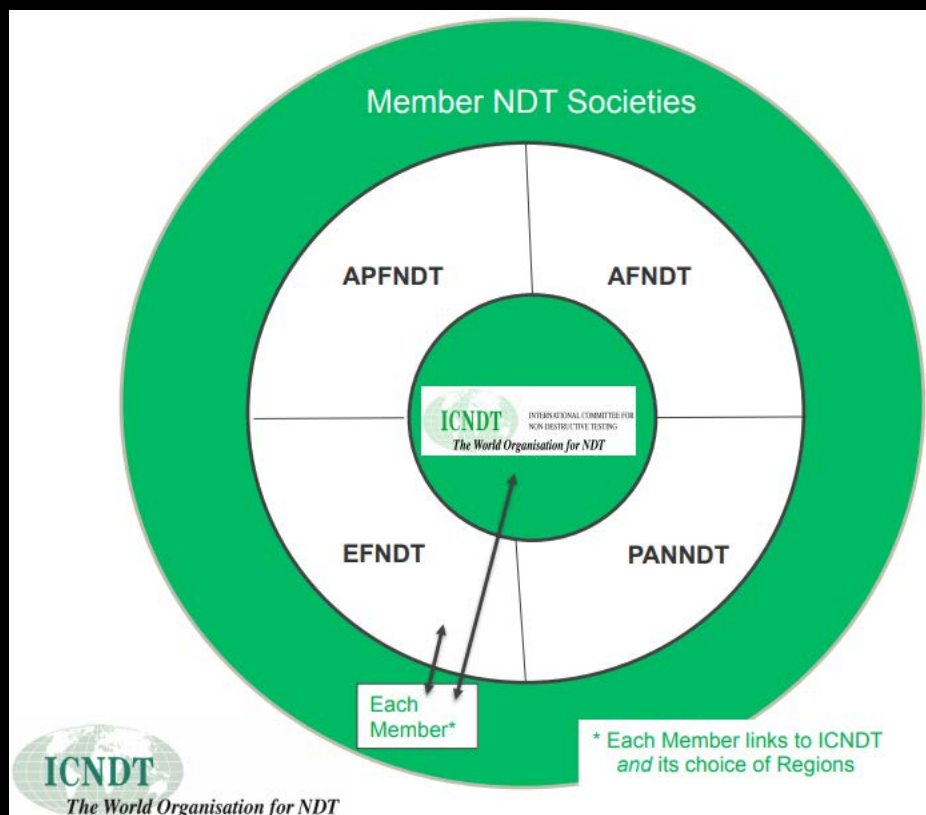 Member NDT Societies
APFNDT
AFNDT
ICNDT
INTERNATIONAL COMMITTEE FOR
NON-DESTRUCTIVE TESTING
The World Organisation for NDT
EFNDT
PANNDT
Each
Member*
* Each Member links to ICNDT
and its choice of Regions
ICNDT
The World Organisation for NDT